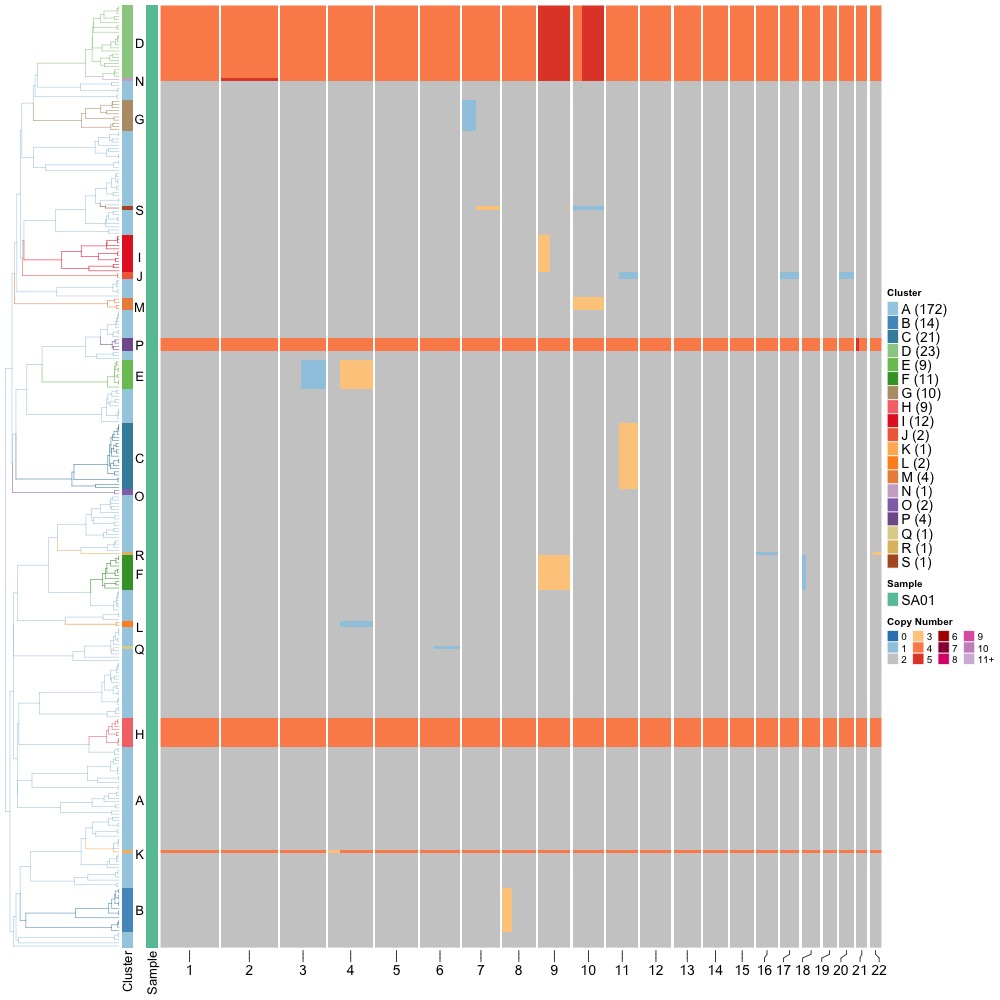 D
N
G
S
I
J
M
P
E
C
O
R
F
L
Q
H
A
K
B
Cluster
Sample
1 2 3 4 5 6 7 8 9 10 11 12 13 14 15 16 17 18 19 20 21 22
Cluster
A (172)
B (14)
C (21)
D (23)
E (9)
F (11)
G (10)
H (9)
I (12)
J (2)
K (1)
L (2)
M (4)
N (1)
O (2)
P (4)
Q (1)
R (1)
S (1)
Sample
SA01
Copy Number
0 3 6 9
1 4 7 10
2 5 8 11+